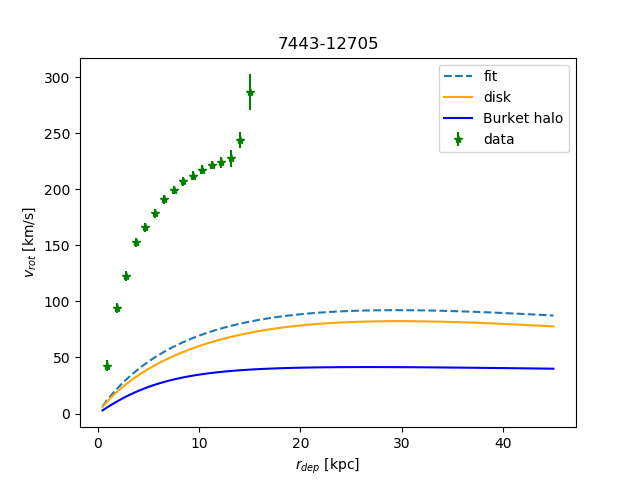 7443-12705
fit
disk
Burket halo
data
300
250
200
150
100
50
0
v_rot [km/s]
0 10 20 30 40
r_dep [kpc]